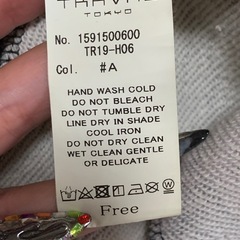 TOKYO
No. 1591500600
TR19-H06
Col. #A
HAND WASH COLD
DO NOT BLEACH
DO NOT TUMBLE DRY
LINE DRY IN SHADE
COOL IRON
DO NOT DRY CLEAN
WET CLEAN GENTLE
OR DELICATE
Free